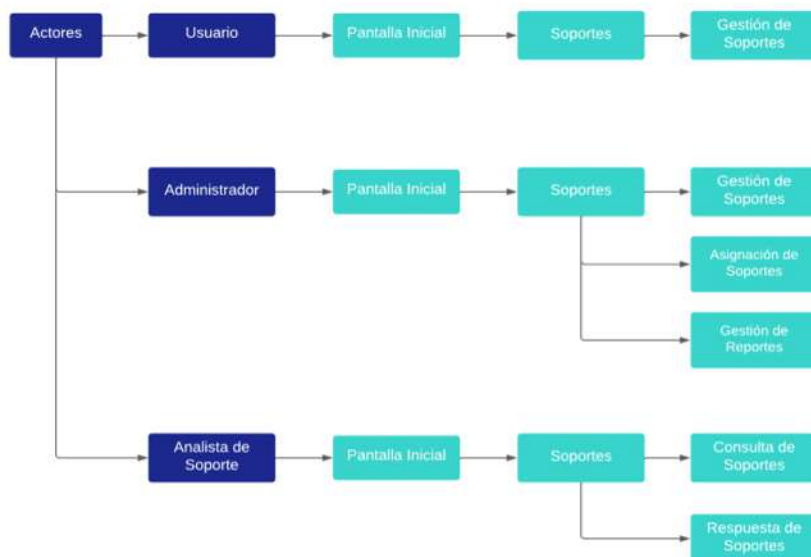 Actores
Usuario
Pantalla Inicial
Soportes
Gestión de
Soportes
Administrador
Pantalla Inicial
Soportes
Gestión de
Soportes
Asignación de
Soportes
Gestión de
Reportes
Analista de
Soporte
Pantalla Inicial
Soportes
Consulta de
Soportes
Respuesta de
Soportes